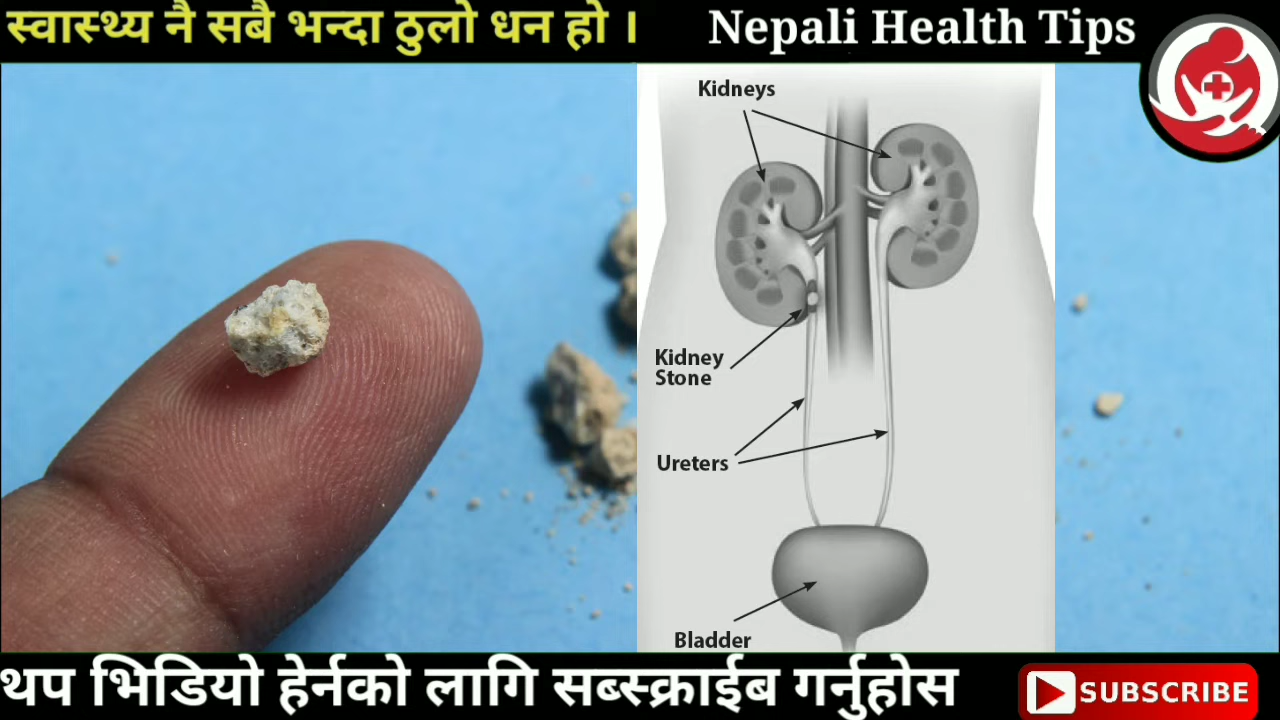 स्वास्थ्य नै सबै भन्दा ठुलो धन हो ।
Nepali Health Tips
Kidneys
Kidney
Stone
Ureters
Bladder
थप भिडियो हेर्नको लागि सब्स्क्राईब गर्नुहोस
SUBSCRIBE